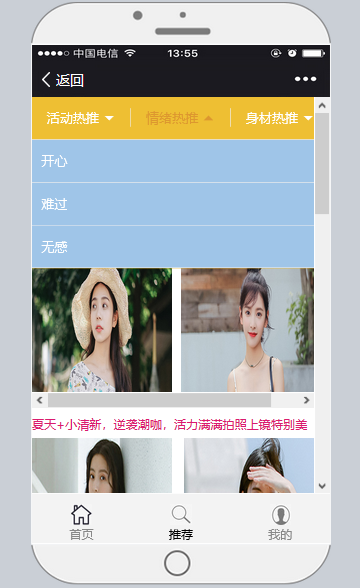 中国电信 13:55
返回
活动热推 情绪热推 身材热推
开心
难过
无感
夏天+小清新，逆袭潮咖，活力满满拍照上镜特别美
首页 推荐 我的